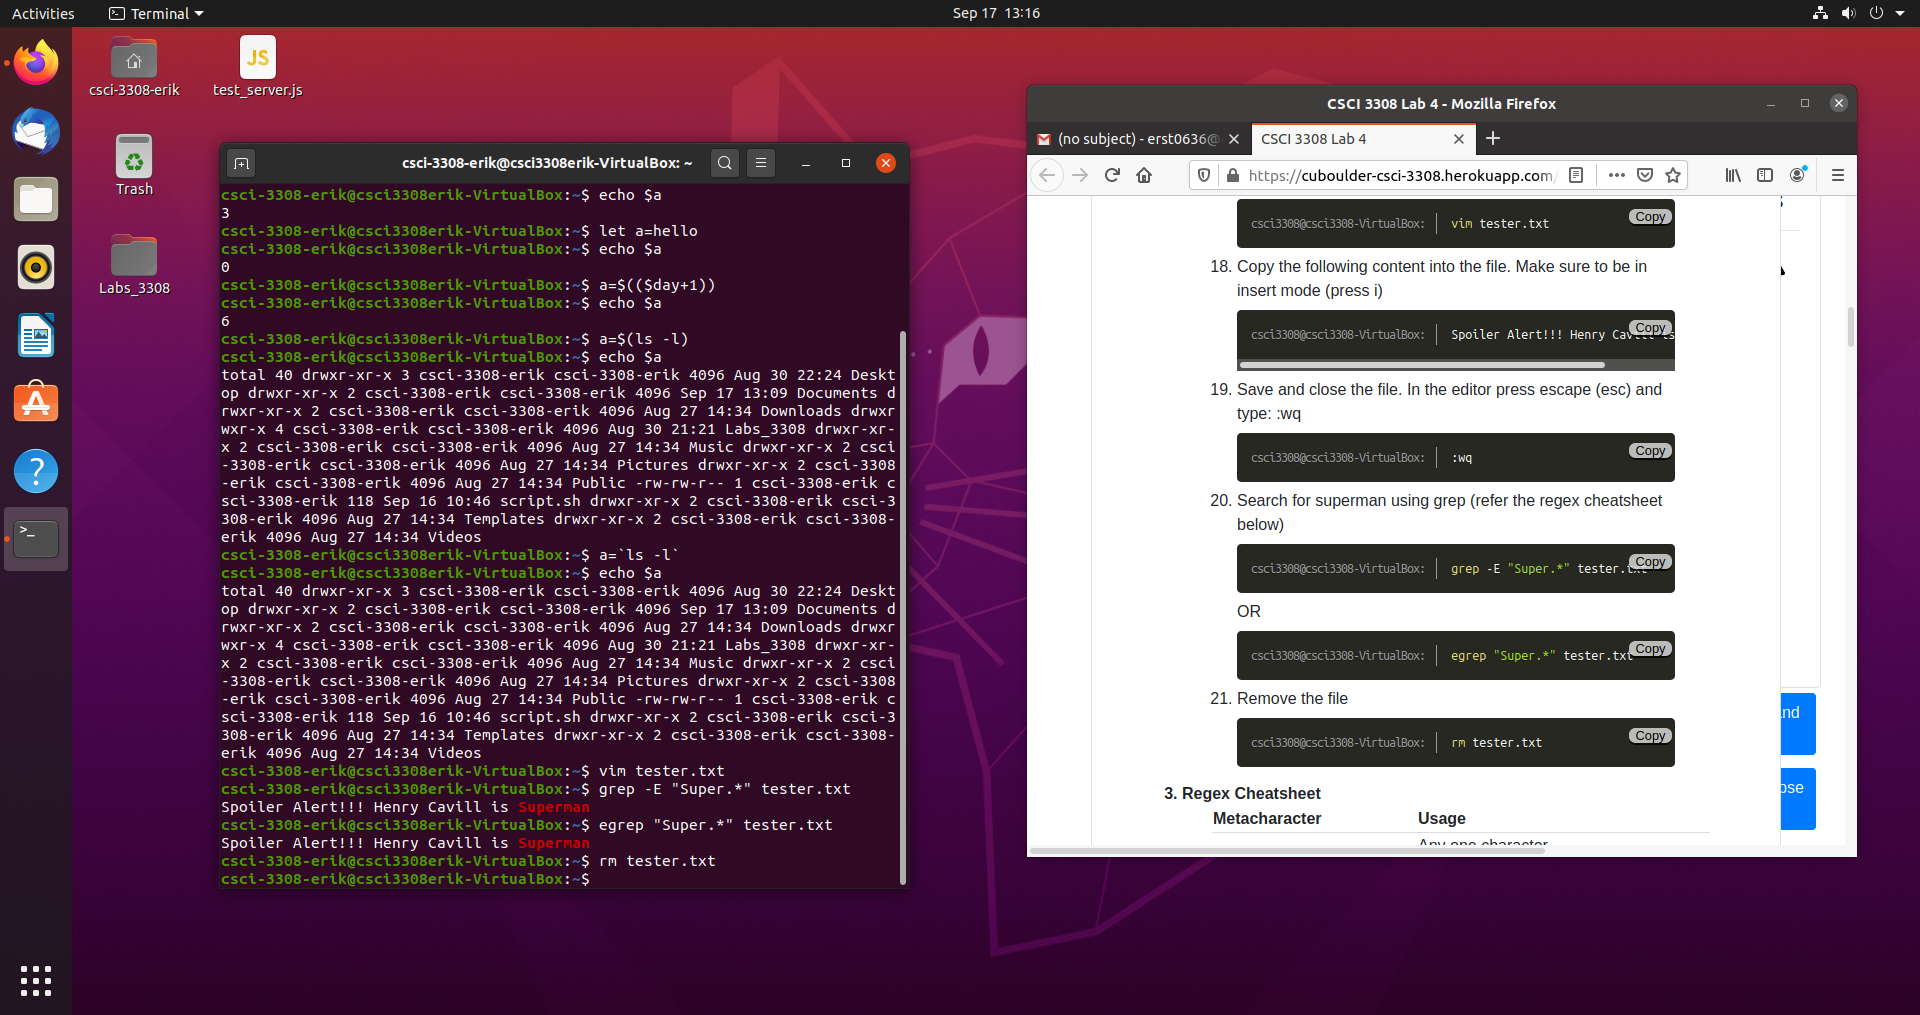 Activities
Terminal
Sep 17 13:16
csci-3308-erik
JS
test_server.js
Trash
Labs_3308
csci-3308-erik@csci3308erik-VirtualBox: ~
csci-3308-erik@csci3308erik-VirtualBox:~$ echo $a
3
csci-3308-erik@csci3308erik-VirtualBox:~$ let a=hello
csci-3308-erik@csci3308erik-VirtualBox:~$ echo $a
0
csci-3308-erik@csci3308erik-VirtualBox:~$ a=$(($day+1))
csci-3308-erik@csci3308erik-VirtualBox:~$ echo $a
6
csci-3308-erik@csci3308erik-VirtualBox:~$ a=$(ls -l)
csci-3308-erik@csci3308erik-VirtualBox:~$ echo $a
total 40 drwxr-xr-x 3 csci-3308-erik csci-3308-erik 4096 Aug 30 22:24 Deskt
op drwxr-xr-x 2 csci-3308-erik csci-3308-erik 4096 Sep 17 13:09 Documents d
rwxr-xr-x 2 csci-3308-erik csci-3308-erik 4096 Aug 27 14:34 Downloads drwxr
wxr-x 4 csci-3308-erik csci-3308-erik 4096 Aug 30 21:21 Labs_3308 drwxr-xr-
x 2 csci-3308-erik csci-3308-erik 4096 Aug 27 14:34 Music drwxr-xr-x 2 csci
-3308-erik csci-3308-erik 4096 Aug 27 14:34 Pictures drwxr-xr-x 2 csci-3308
-erik csci-3308-erik 4096 Aug 27 14:34 Public -rw-rw-r-- 1 csci-3308-erik c
sci-3308-erik 118 Sep 16 10:46 script.sh drwxr-xr-x 2 csci-3308-erik csci-3
308-erik 4096 Aug 27 14:34 Templates drwxr-xr-x 2 csci-3308-erik csci-3308-
erik 4096 Aug 27 14:34 Videos
csci-3308-erik@csci3308erik-VirtualBox:~$ a=`ls -l`
csci-3308-erik@csci3308erik-VirtualBox:~$ echo $a
total 40 drwxr-xr-x 3 csci-3308-erik csci-3308-erik 4096 Aug 30 22:24 Deskt
op drwxr-xr-x 2 csci-3308-erik csci-3308-erik 4096 Sep 17 13:09 Documents d
rwxr-xr-x 2 csci-3308-erik csci-3308-erik 4096 Aug 27 14:34 Downloads drwxr
wxr-x 4 csci-3308-erik csci-3308-erik 4096 Aug 30 21:21 Labs_3308 drwxr-xr-
x 2 csci-3308-erik csci-3308-erik 4096 Aug 27 14:34 Music drwxr-xr-x 2 csci
-3308-erik csci-3308-erik 4096 Aug 27 14:34 Pictures drwxr-xr-x 2 csci-3308
-erik csci-3308-erik 4096 Aug 27 14:34 Public -rw-rw-r-- 1 csci-3308-erik c
sci-3308-erik 118 Sep 16 10:46 script.sh drwxr-xr-x 2 csci-3308-erik csci-3
308-erik 4096 Aug 27 14:34 Templates drwxr-xr-x 2 csci-3308-erik csci-3308-
erik 4096 Aug 27 14:34 Videos
csci-3308-erik@csci3308erik-VirtualBox:~$ vim tester.txt
csci-3308-erik@csci3308erik-VirtualBox:~$ grep -E "Super.*" tester.txt
Spoiler Alert!!! Henry Cavill is Superman
csci-3308-erik@csci3308erik-VirtualBox:~$ egrep "Super.*" tester.txt
Spoiler Alert!!! Henry Cavill is Superman
csci-3308-erik@csci3308erik-VirtualBox:~$ rm tester.txt
csci-3308-erik@csci3308erik-VirtualBox:~$
CSCI 3308 Lab 4 - Mozilla Firefox
(no subject) - erst0636@
CSCI 3308 Lab 4
https://cuboulder-csci-3308.herokuapp.com/
csci3308@csci3308-VirtualBox: vim tester.txt
Copy
18. Copy the following content into the file. Make sure to be in
insert mode (press i)
csci3308@csci3308-VirtualBox: Spoiler Alert!!! Henry Cavill is
Copy
19. Save and close the file. In the editor press escape (esc) and
type: :wq
csci3308@csci3308-VirtualBox: :wq
Copy
20. Search for superman using grep (refer the regex cheatsheet
below)
csci3308@csci3308-VirtualBox: grep -E "Super.*" tester.txt
Copy
OR
csci3308@csci3308-VirtualBox: egrep "Super.*" tester.txt
Copy
21. Remove the file
csci3308@csci3308-VirtualBox: rm tester.txt
Copy
3. Regex Cheatsheet
Metacharacter Usage
Any one character